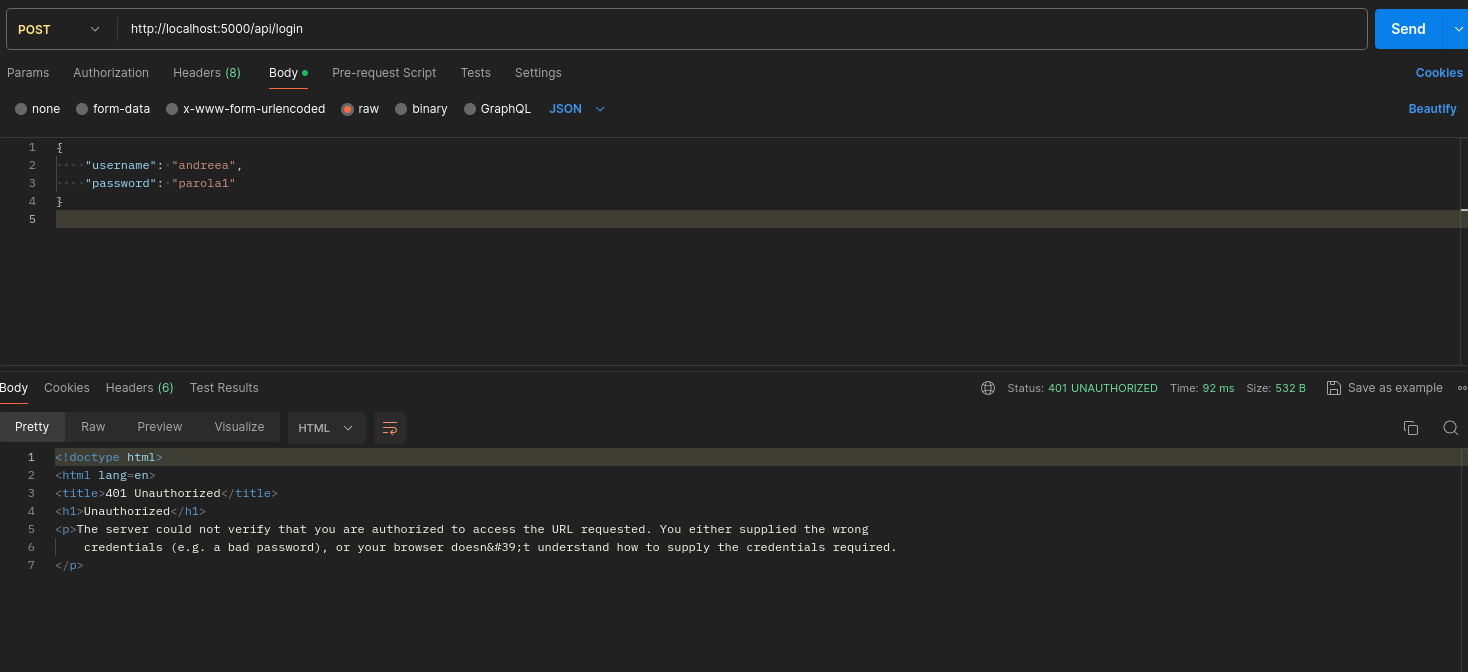 POST http://localhost:5000/api/login Send
Params Authorization Headers (8) Body Pre-request Script Tests Settings Cookies
none form-data x-www-form-urlencoded raw binary GraphQL JSON Beautify
1 {
2 "username": "andreea",
3 "password": "parola1"
4 }
5
Body Cookies Headers (6) Test Results Status: 401 UNAUTHORIZED Time: 92 ms Size: 532 B Save as example
Pretty Raw Preview Visualize HTML
1 <!doctype html>
2 <html lang=en>
3 <title>401 Unauthorized</title>
4 <h1>Unauthorized</h1>
5 <p>The server could not verify that you are authorized to access the URL requested. You either supplied the wrong
6 credentials (e.g. a bad password), or your browser doesn&#39;t understand how to supply the credentials required.
7 </p>